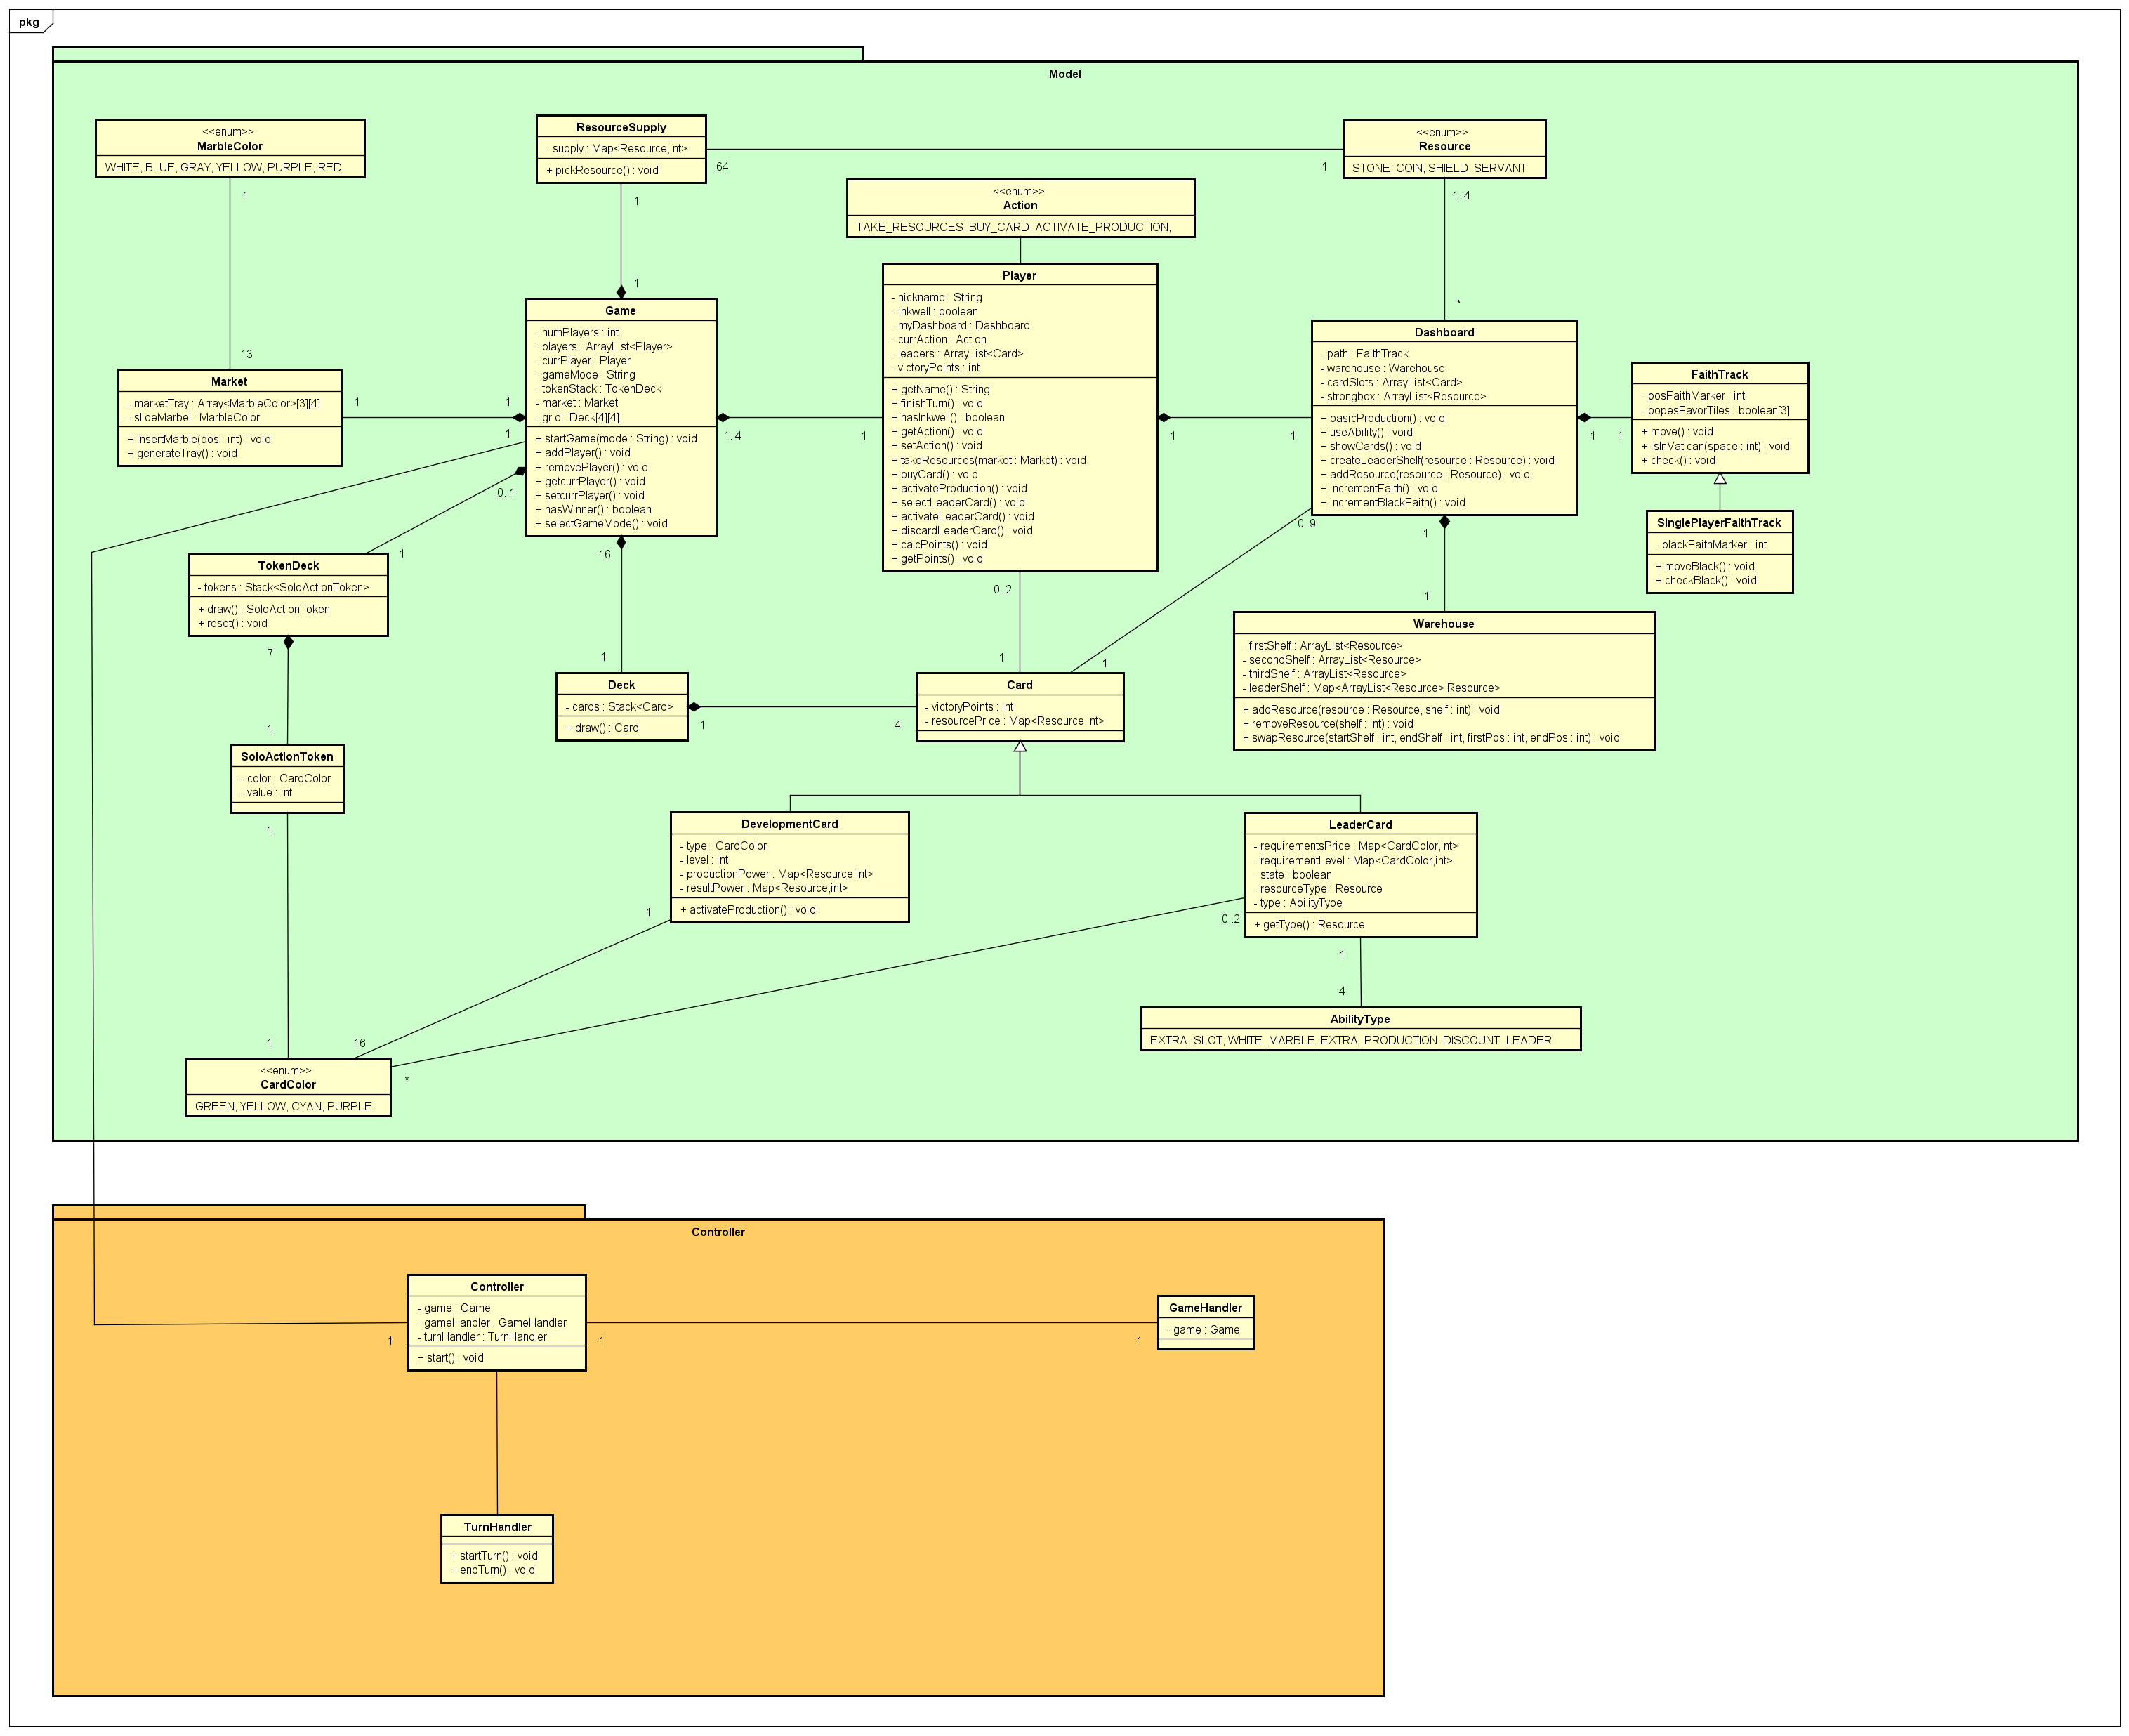 pkg
Model
<<enum>>
MarbleColor
WHITE, BLUE, GRAY, YELLOW, PURPLE, RED
1
13
ResourceSupply
- supply : Map<Resource,int>
+ pickResource() : void
64
1
1
1
<<enum>>
Resource
STONE, COIN, SHIELD, SERVANT
1..4
*
<<enum>>
Action
TAKE_RESOURCES, BUY_CARD, ACTIVATE_PRODUCTION,
Market
- marketTray : Array<MarbleColor>[3][4]
- slideMarbel : MarbleColor
+ insertMarble(pos : int) : void
+ generateTray() : void
1
1
1
Game
- numPlayers : int
- players : ArrayList<Player>
- currPlayer : Player
- gameMode : String
- tokenStack : TokenDeck
- market : Market
- grid : Deck[4][4]
+ startGame(mode : String) : void
+ addPlayer() : void
+ removePlayer() : void
+ getcurrPlayer() : void
+ setcurrPlayer() : void
+ hasWinner() : boolean
+ selectGameMode() : void
1..4
1
0..1
1
16
1
Player
- nickname : String
- inkwell : boolean
- myDashboard : Dashboard
- currAction : Action
- leaders : ArrayList<Card>
- victoryPoints : int
+ getName() : String
+ finishTurn() : void
+ hasInkwell() : boolean
+ getAction() : void
+ setAction() : void
+ takeResources(market : Market) : void
+ buyCard() : void
+ activateProduction() : void
+ selectLeaderCard() : void
+ activateLeaderCard() : void
+ discardLeaderCard() : void
+ calcPoints() : void
+ getPoints() : void
1
1
0..2
1
Dashboard
- path : FaithTrack
- warehouse : Warehouse
- cardSlots : ArrayList<Card>
- strongbox : ArrayList<Resource>
+ basicProduction() : void
+ useAbility() : void
+ showCards() : void
+ createLeaderShelf(resource : Resource) : void
+ addResource(resource : Resource) : void
+ incrementFaith() : void
+ incrementBlackFaith() : void
1
1
0..9
1
1
1
FaithTrack
- posFaithMarker : int
- popesFavorTiles : boolean[3]
+ move() : void
+ isInVatican(space : int) : void
+ check() : void
SinglePlayerFaithTrack
- blackFaithMarker : int
+ moveBlack() : void
+ checkBlack() : void
TokenDeck
- tokens : Stack<SoloActionToken>
+ draw() : SoloActionToken
+ reset() : void
7
1
Warehouse
- firstShelf : ArrayList<Resource>
- secondShelf : ArrayList<Resource>
- thirdShelf : ArrayList<Resource>
- leaderShelf : Map<ArrayList<Resource>,Resource>
+ addResource(resource : Resource, shelf : int) : void
+ removeResource(shelf : int) : void
+ swapResource(startShelf : int, endShelf : int, firstPos : int, endPos : int) : void
Deck
- cards : Stack<Card>
+ draw() : Card
1
4
Card
- victoryPoints : int
- resourcePrice : Map<Resource,int>
SoloActionToken
- color : CardColor
- value : int
1
1
DevelopmentCard
- type : CardColor
- level : int
- productionPower : Map<Resource,int>
- resultPower : Map<Resource,int>
+ activateProduction() : void
1
16
LeaderCard
- requirementsPrice : Map<CardColor,int>
- requirementLevel : Map<CardColor,int>
- state : boolean
- resourceType : Resource
- type : AbilityType
+ getType() : Resource
0..2
*
1
4
AbilityType
EXTRA_SLOT, WHITE_MARBLE, EXTRA_PRODUCTION, DISCOUNT_LEADER
<<enum>>
CardColor
GREEN, YELLOW, CYAN, PURPLE
Controller
Controller
- game : Game
- gameHandler : GameHandler
- turnHandler : TurnHandler
+ start() : void
1
1
1
GameHandler
- game : Game
TurnHandler
+ startTurn() : void
+ endTurn() : void